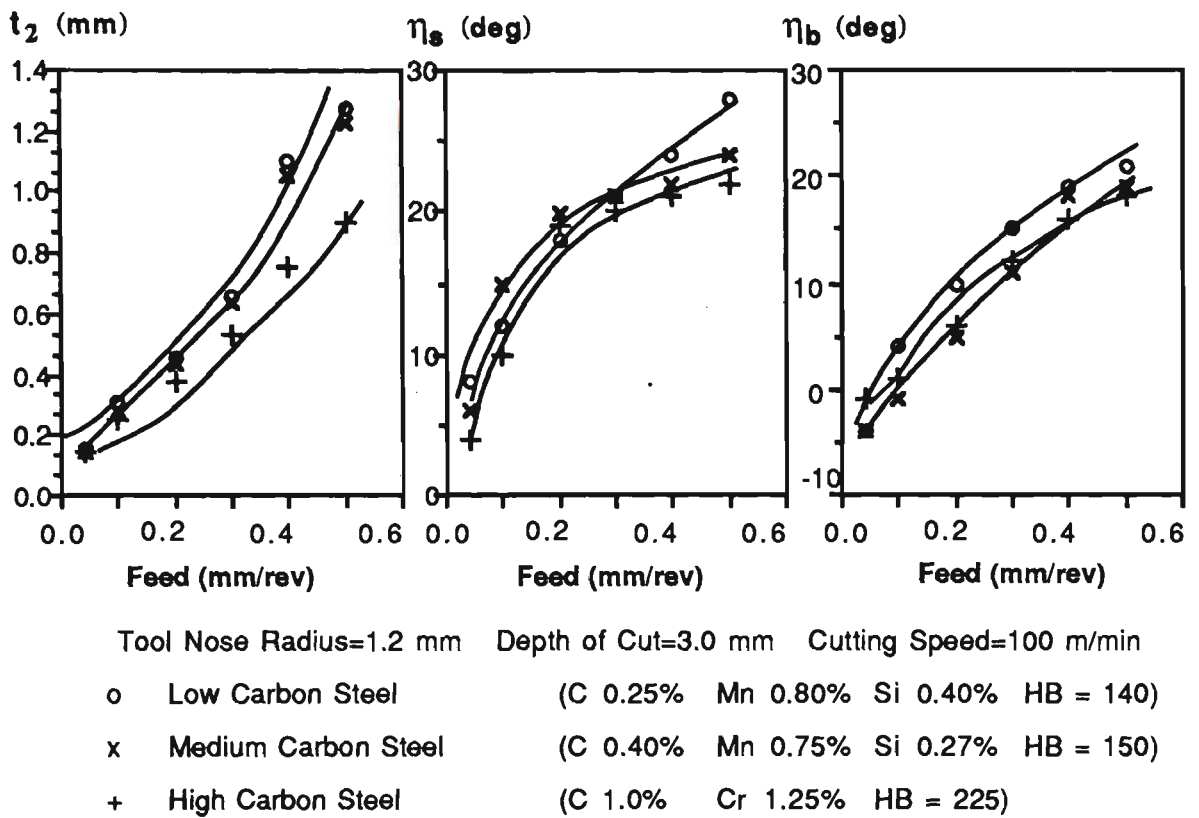 t2 (mm) ηs (deg) ηb (deg)
1.4 30 30
1.2
1.0 20 20
0.8
0.6 10 10
0.4
0 
0.2
-10
0.0 0
0.0 0.2 0.4 0.6 0.0 0.2 0.4 0.6 0.0 0.2 0.4 0.6
Feed (mm/rev) Feed (mm/rev) Feed (mm/rev)
Tool Nose Radius=1.2 mm Depth of Cut=3.0 mm Cutting Speed=100 m/min
o Low Carbon Steel (C 0.25% Mn 0.80% Si 0.40% HB = 140)
x Medium Carbon Steel (C 0.40% Mn 0.75% Si 0.27% HB = 150)
+ High Carbon Steel (C 1.0% Cr 1.25% HB = 225)